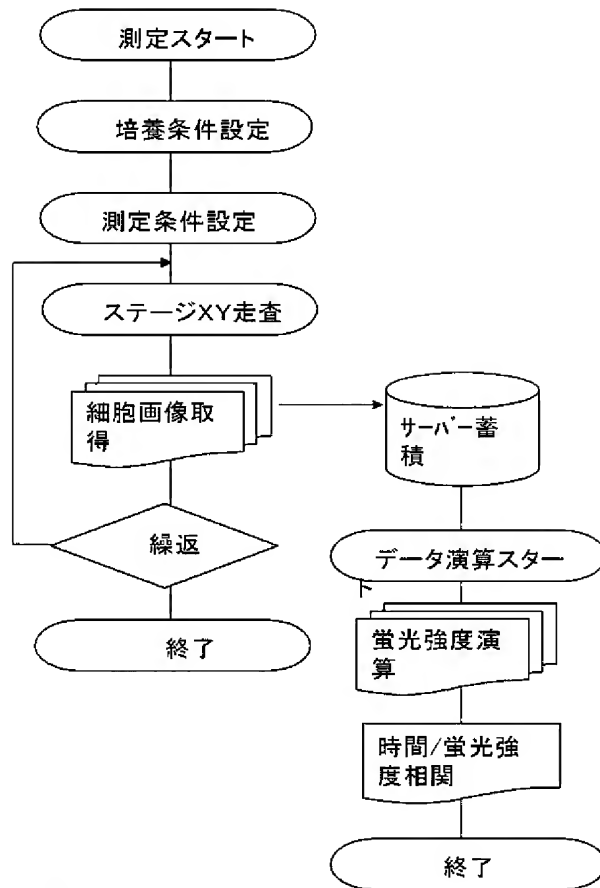 測定スタート
培養条件設定
測定条件設定
ステージXY走査
細胞画像取
得
繰返
終了
サーバー蓄
積
データ演算スター
ト
蛍光強度演
算
時間/蛍光強
度相関
終了